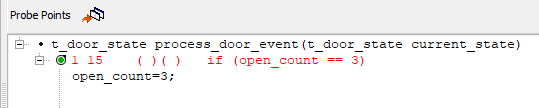 Probe Points
t_door_state process_door_event(t_door_state current_state)
1 15 ( )( ) if (open_count == 3)
open_count=3;